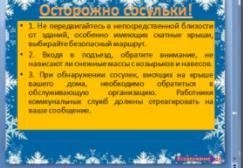 Осторожно сосульки!
• 1. Не передвигайтесь в непосредственной близости
от зданий, особенно имеющих скатные крыши,
выбирайте безопасный маршрут.
• 2. Входя в подъезд, обратите внимание, не
нависают ли снежные массы с козырьков и навесов.
• 3. При обнаружении сосулек, висящих на крыше
вашего дома, необходимо обратиться в
обслуживающую организацию. Работники
коммунальных служб должны отреагировать на
ваше сообщение.